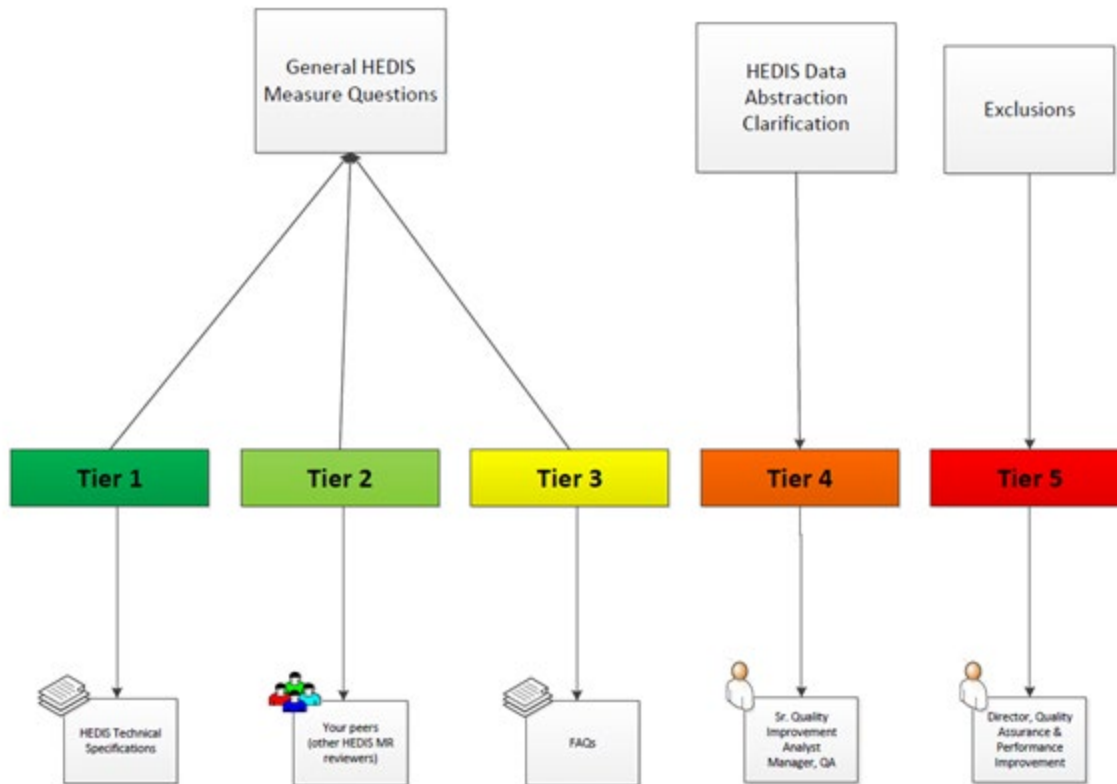 General HEDIS
Measure Questions
HEDIS Data
Abstraction
Clarification
Exclusions
Tier 1
Tier 2
Tier 3
Tier 4
Tier 5
HEDIS Technical
Specifications
Your peers
(other HEDIS MR
reviewers)
FAQs
Sr. Quality
Improvement
Analyst
Manager, QA
Director, Quality
Assurance &
Performance
Improvement